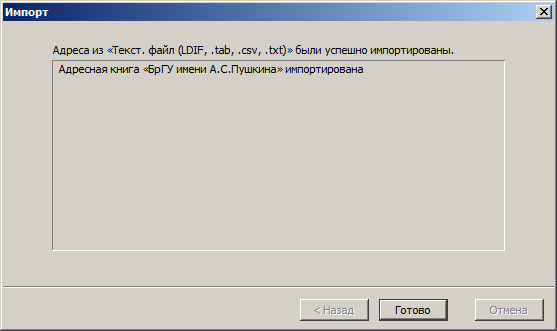 Импорт
Адреса из «Текст. файл (LDIF, .tab, .csv, .txt)» были успешно импортированы.
Адресная книга «БрГУ имени А.С.Пушкина» импортирована
< Назад
Готово
Отмена